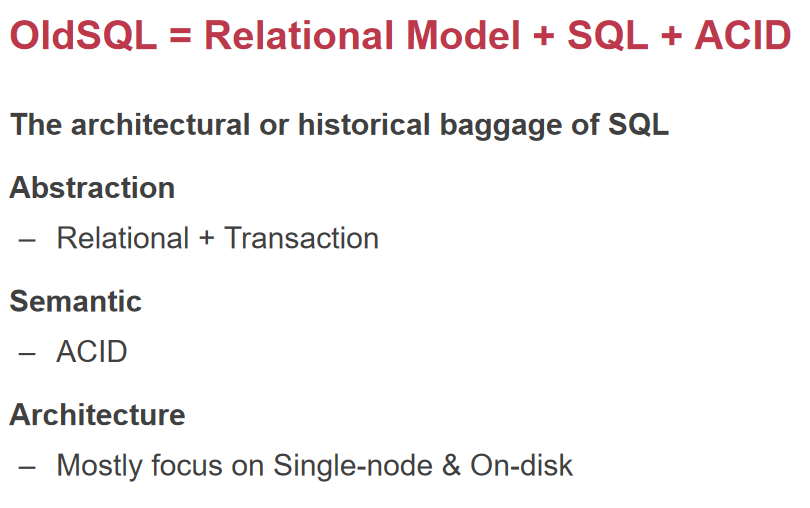 OldSQL = Relational Model + SQL + ACID
The architectural or historical baggage of SQL
Abstraction
– Relational + Transaction
Semantic
– ACID
Architecture
– Mostly focus on Single-node & On-disk